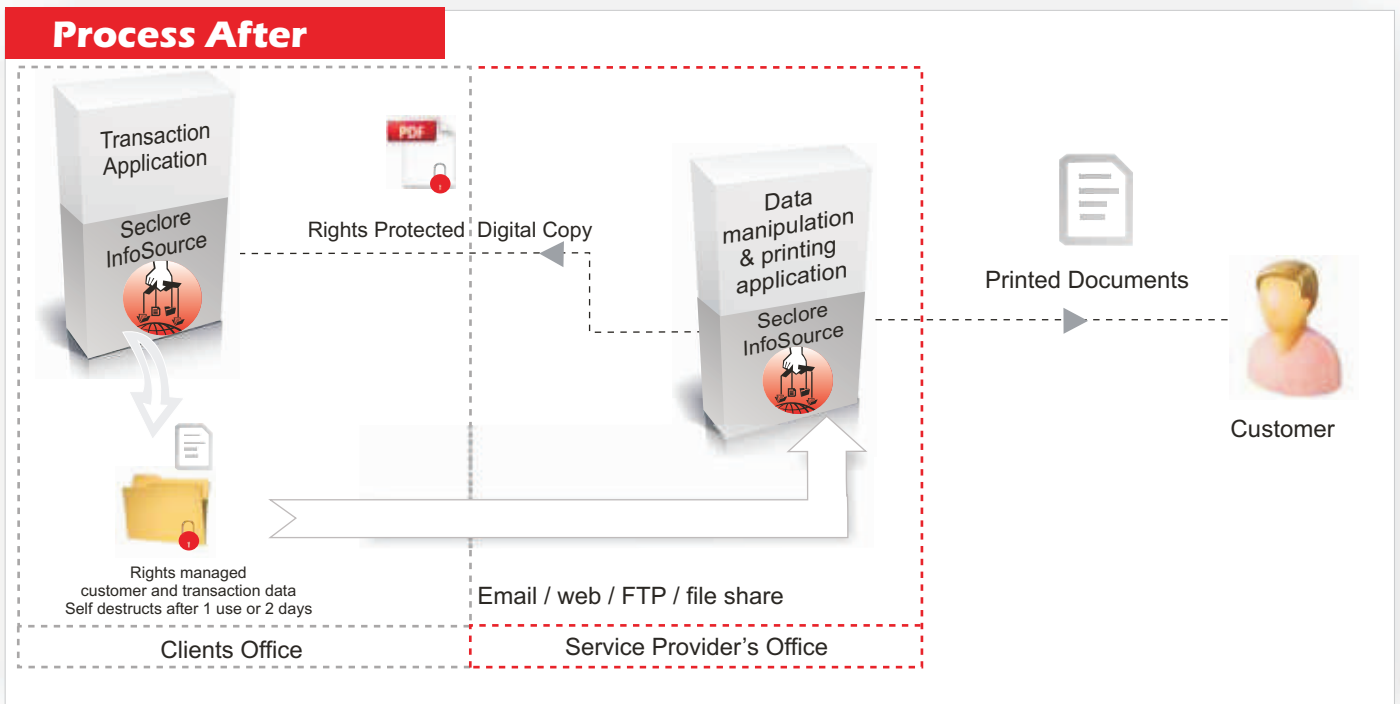 Process After
Transaction
Application
Seclore
InfoSource
PDF
Rights Protected Digital Copy
Data
manipulation
& printing
application
Seclore
InfoSource
Printed Documents
Customer
Rights managed
customer and transaction data
Self destructs after 1 use or 2 days
Email / web / FTP / file share
Clients Office
Service Provider’s Office